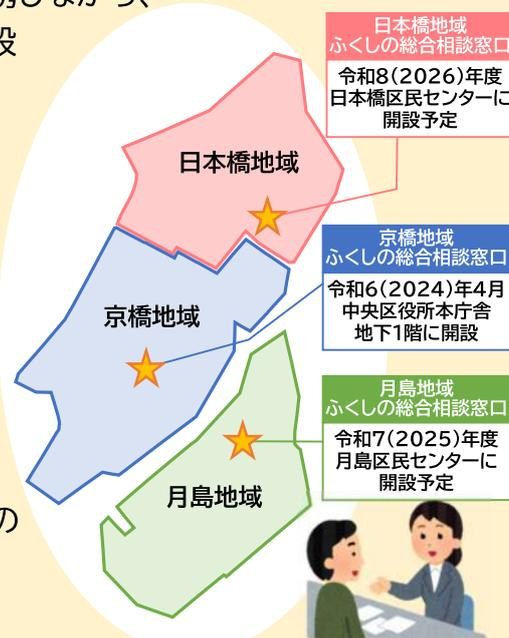 ながら、
設
日本橋地域
ふくしの総合相談窓口
令和8(2026)年度
日本橋区民センターに
開設予定
日本橋地域
京橋地域
ふくしの総合相談窓口
令和6(2024)年4月
中央区役所本庁舎
地下1階に開設
京橋地域
月島地域
ふくしの総合相談窓口
令和7(2025)年度
月島区民センターに
開設予定
月島地域
の